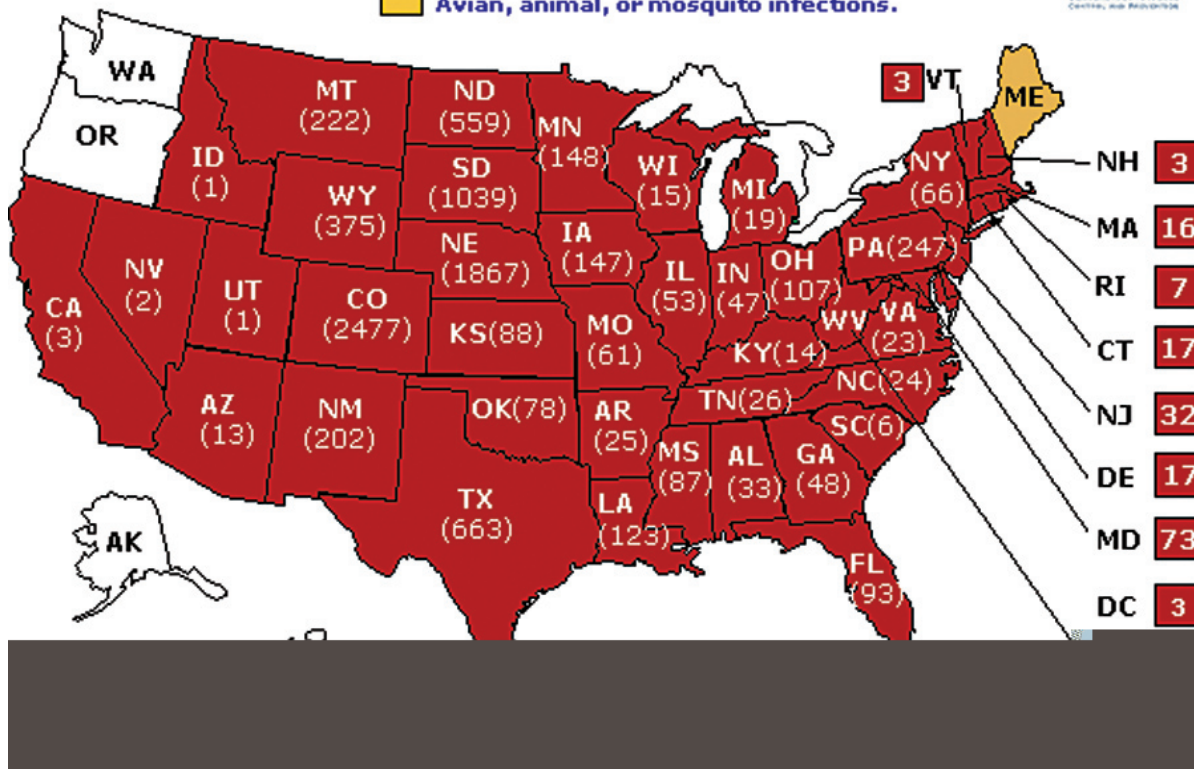 Avian, animal, or mosquito infections.
CONTROL AND PREVENTION
WA
OR
MT
(222)
ND
(559)
MN
(148)
ID
(1)
WY
(375)
SD
(1039)
WI
(15)
MI
(19)
NY
(66)
3 VT
ME
NH 3
MA 16
RI 7
CT 17
NJ 32
DE 17
MD 73
DC 3
NE
(1867)
IA
(147)
PA(247)
NV
(2)
UT
(1)
CO
(2477)
CA
(3)
KS(88)
MO
(61)
IL
(53)
IN
(47)
OH
(107)
WV
VA
(23)
KY(14)
NC(24)
TN(26)
SC(6)
AZ
(13)
NM
(202)
OK(78)
AR
(25)
MS
(87)
AL
(33)
GA
(48)
TX
(663)
LA
(123)
FL
(93)
AK